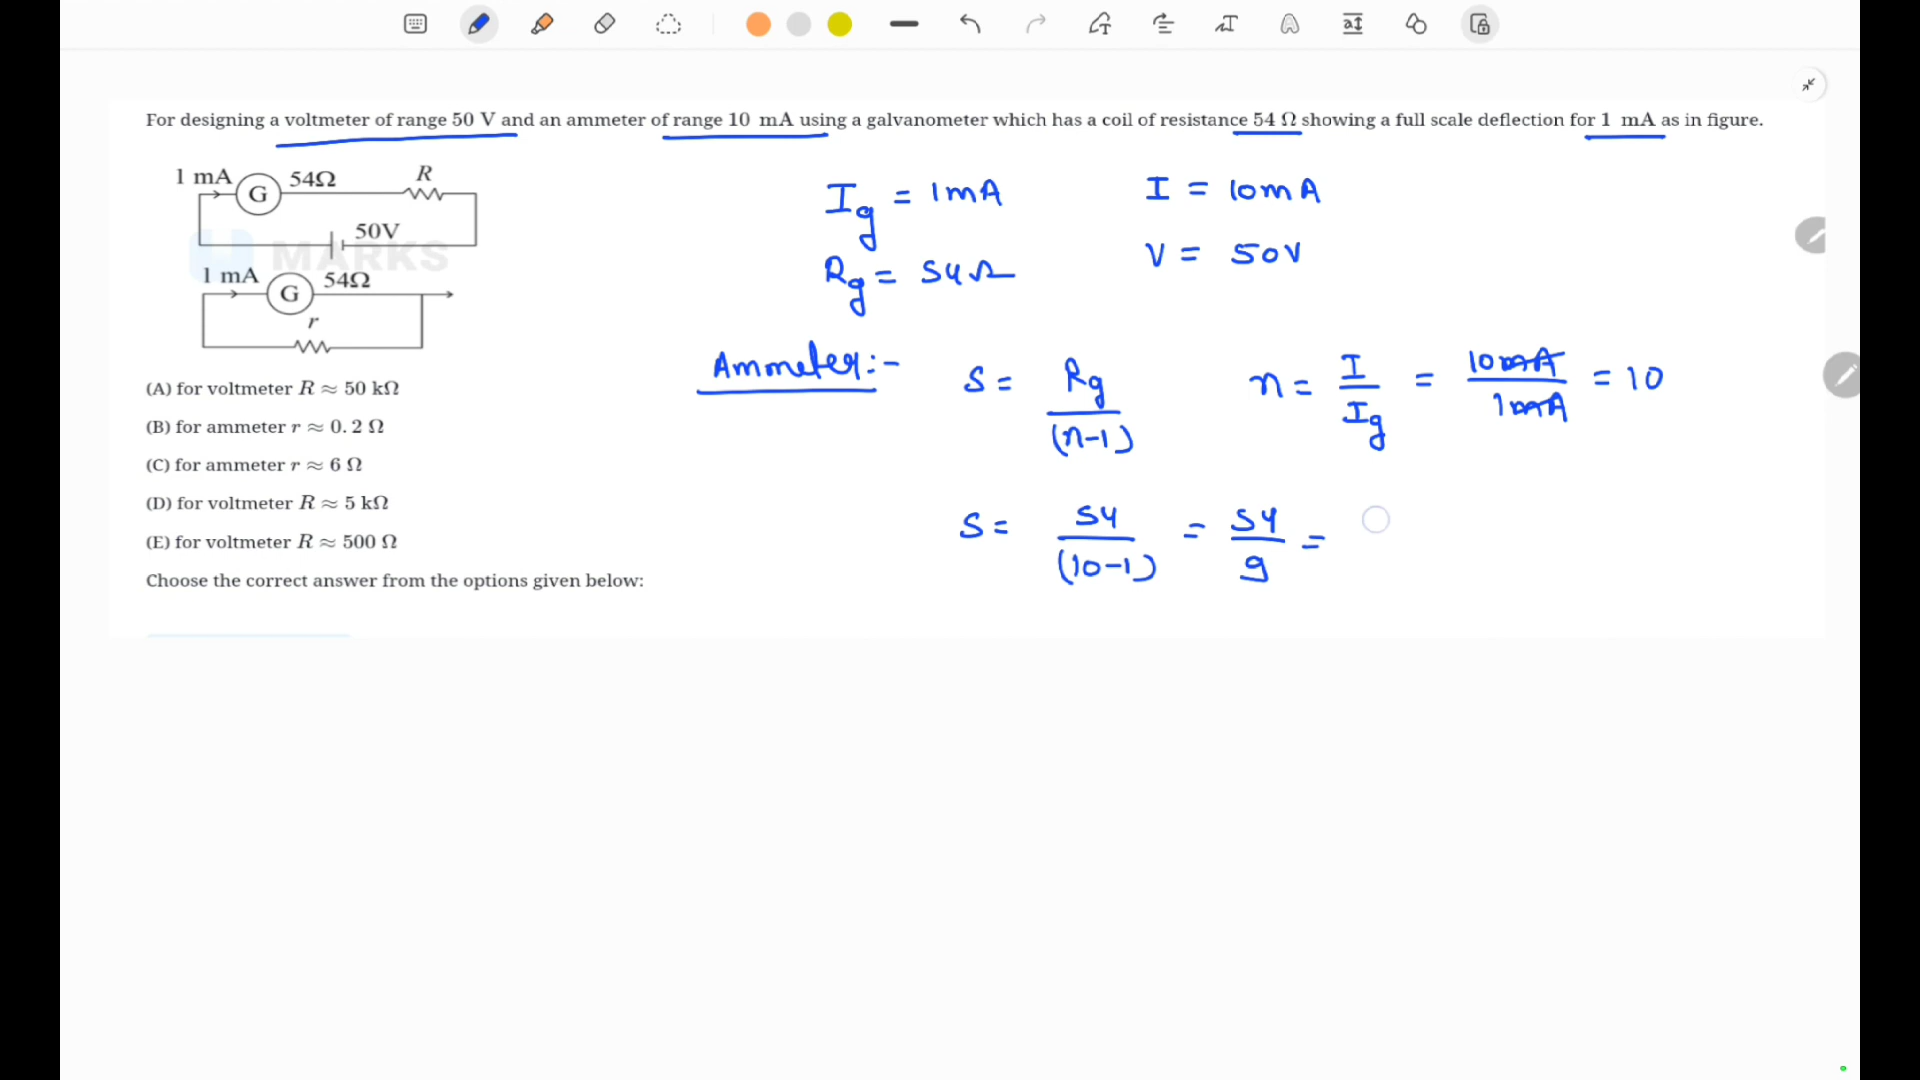 For designing a voltmeter of range 50 V and an ammeter of range 10 mA using a galvanometer which has a coil of resistance 54 Ω showing a full scale deflection for 1 mA as in figure.
1 mA G 54Ω R
50V
MARKS
1 mA G 54Ω
r
(A) for voltmeter R ≈ 50 kΩ
(B) for ammeter r ≈ 0. 2 Ω
(C) for ammeter r ≈ 6 Ω
(D) for voltmeter R ≈ 5 kΩ
(E) for voltmeter R ≈ 500 Ω
Choose the correct answer from the options given below:
Ig = 1mA I = 10mA
Rg = 54Ω V = 50V
Ammeter:- S = Rg/(n-1) n = I/Ig = 10mA/1mA = 10
S = 54/(10-1) = 54/9 =